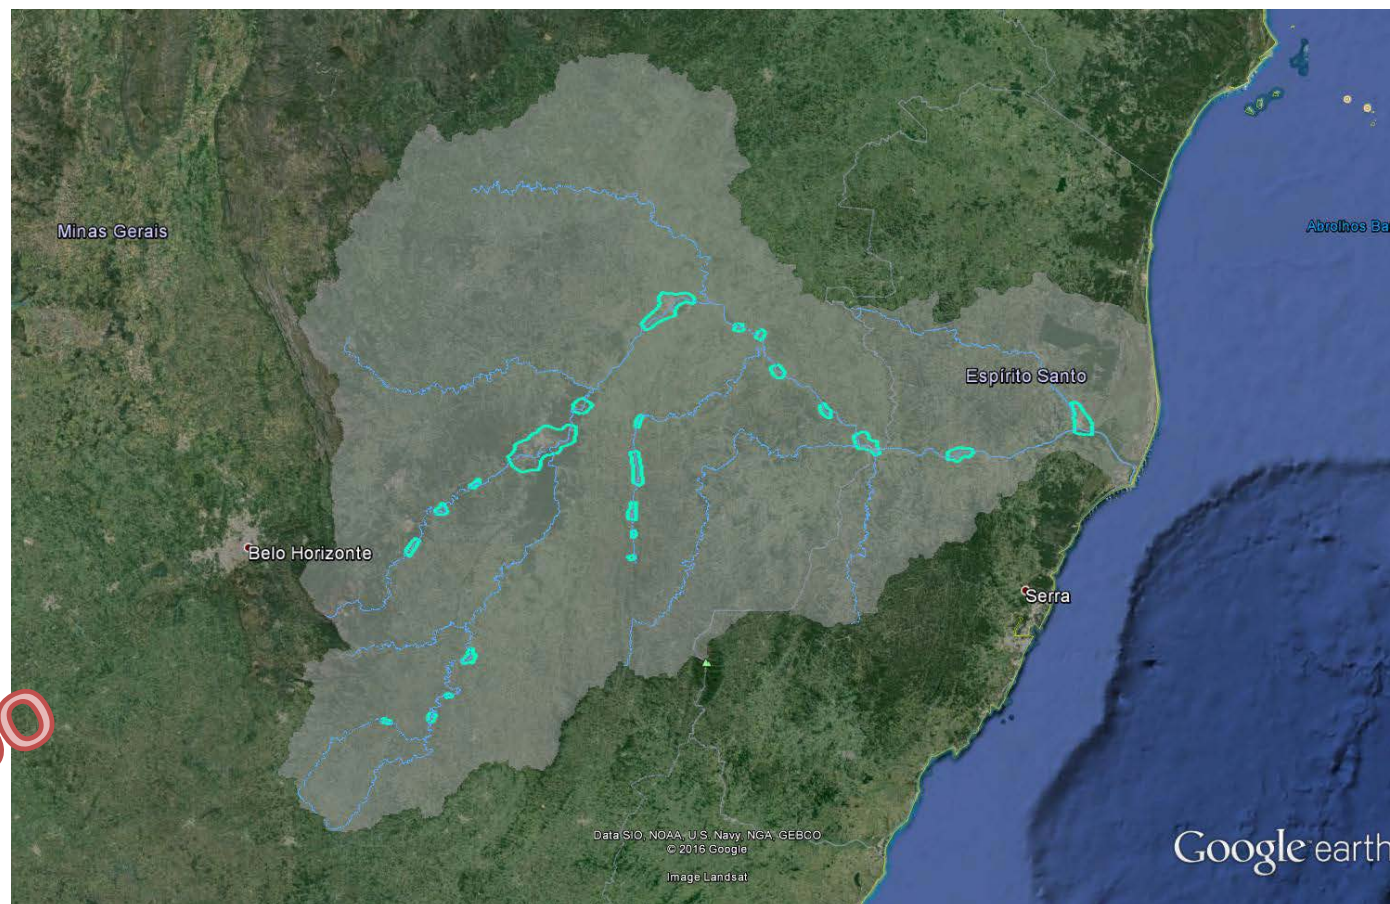 Minas Gerais
Abrolhos Ba
Espírito Santo
Belo Horizonte
Serra
o
Data SIO, NOAA, U.S. Navy, NGA, GEBCO
© 2016 Google
Image Landsat
Google earth